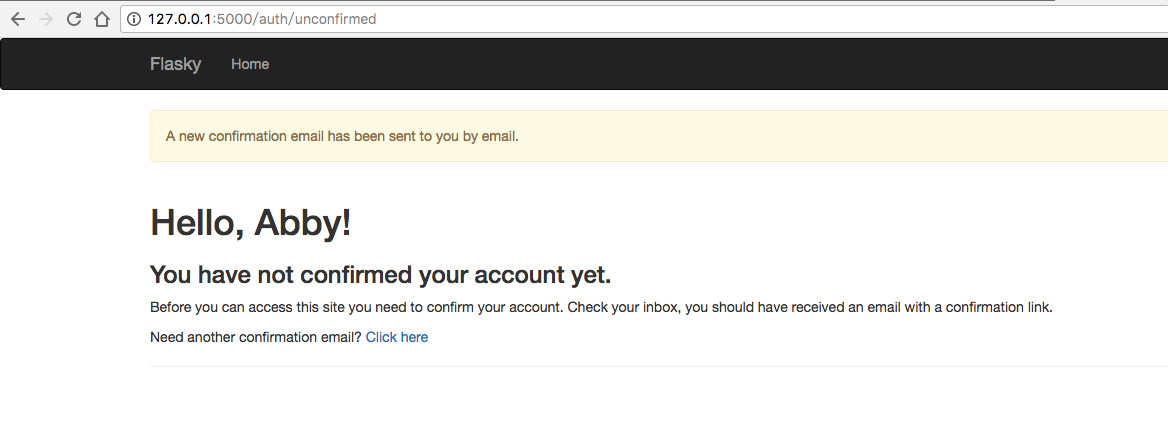 127.0.0.1:5000/auth/unconfirmed
Flasky Home
A new confirmation email has been sent to you by email.
Hello, Abby!
You have not confirmed your account yet.
Before you can access this site you need to confirm your account. Check your inbox, you should have received an email with a confirmation link.
Need another confirmation email? Click here